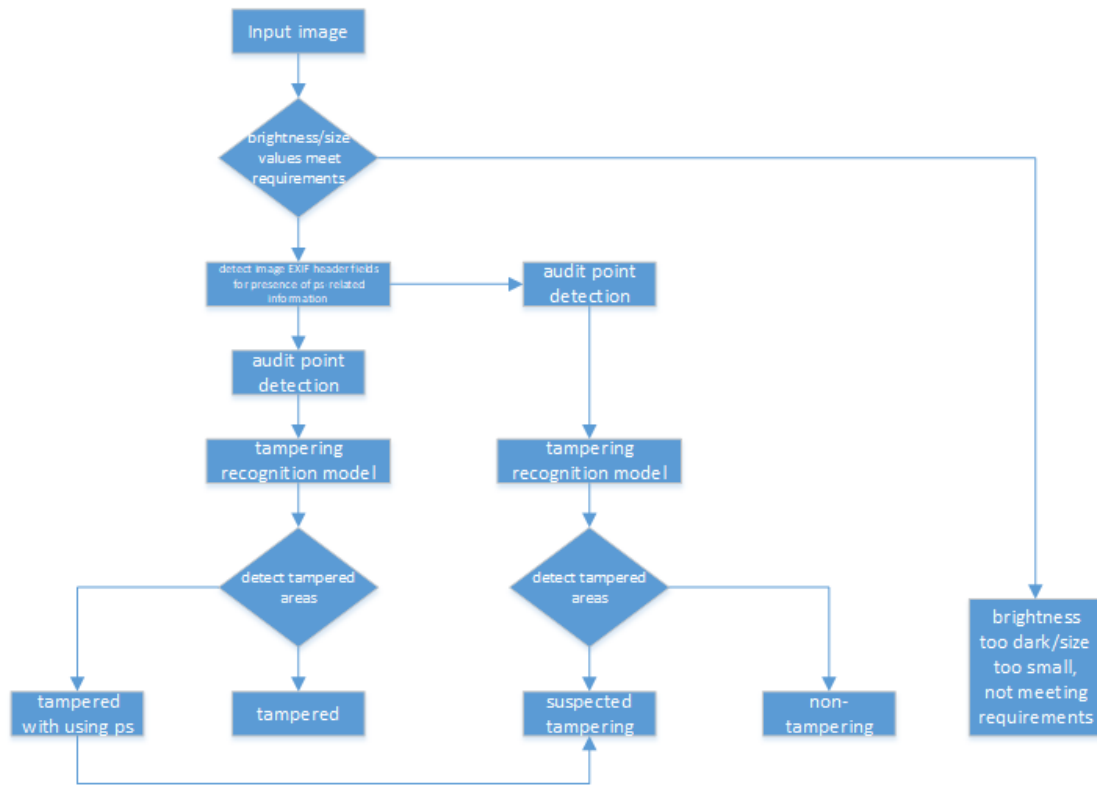 Input image
brightness/size
values meet
requirements
detect image EXIF header fields
for presence of ps-related
information
audit point
detection
audit point
detection
tampering
recognition model
tampering
recognition model
detect tampered
areas
detect tampered
areas
brightness
too dark/size
too small,
not meeting
requirements
tampered
with using ps
tampered
suspected
tampering
non-
tampering